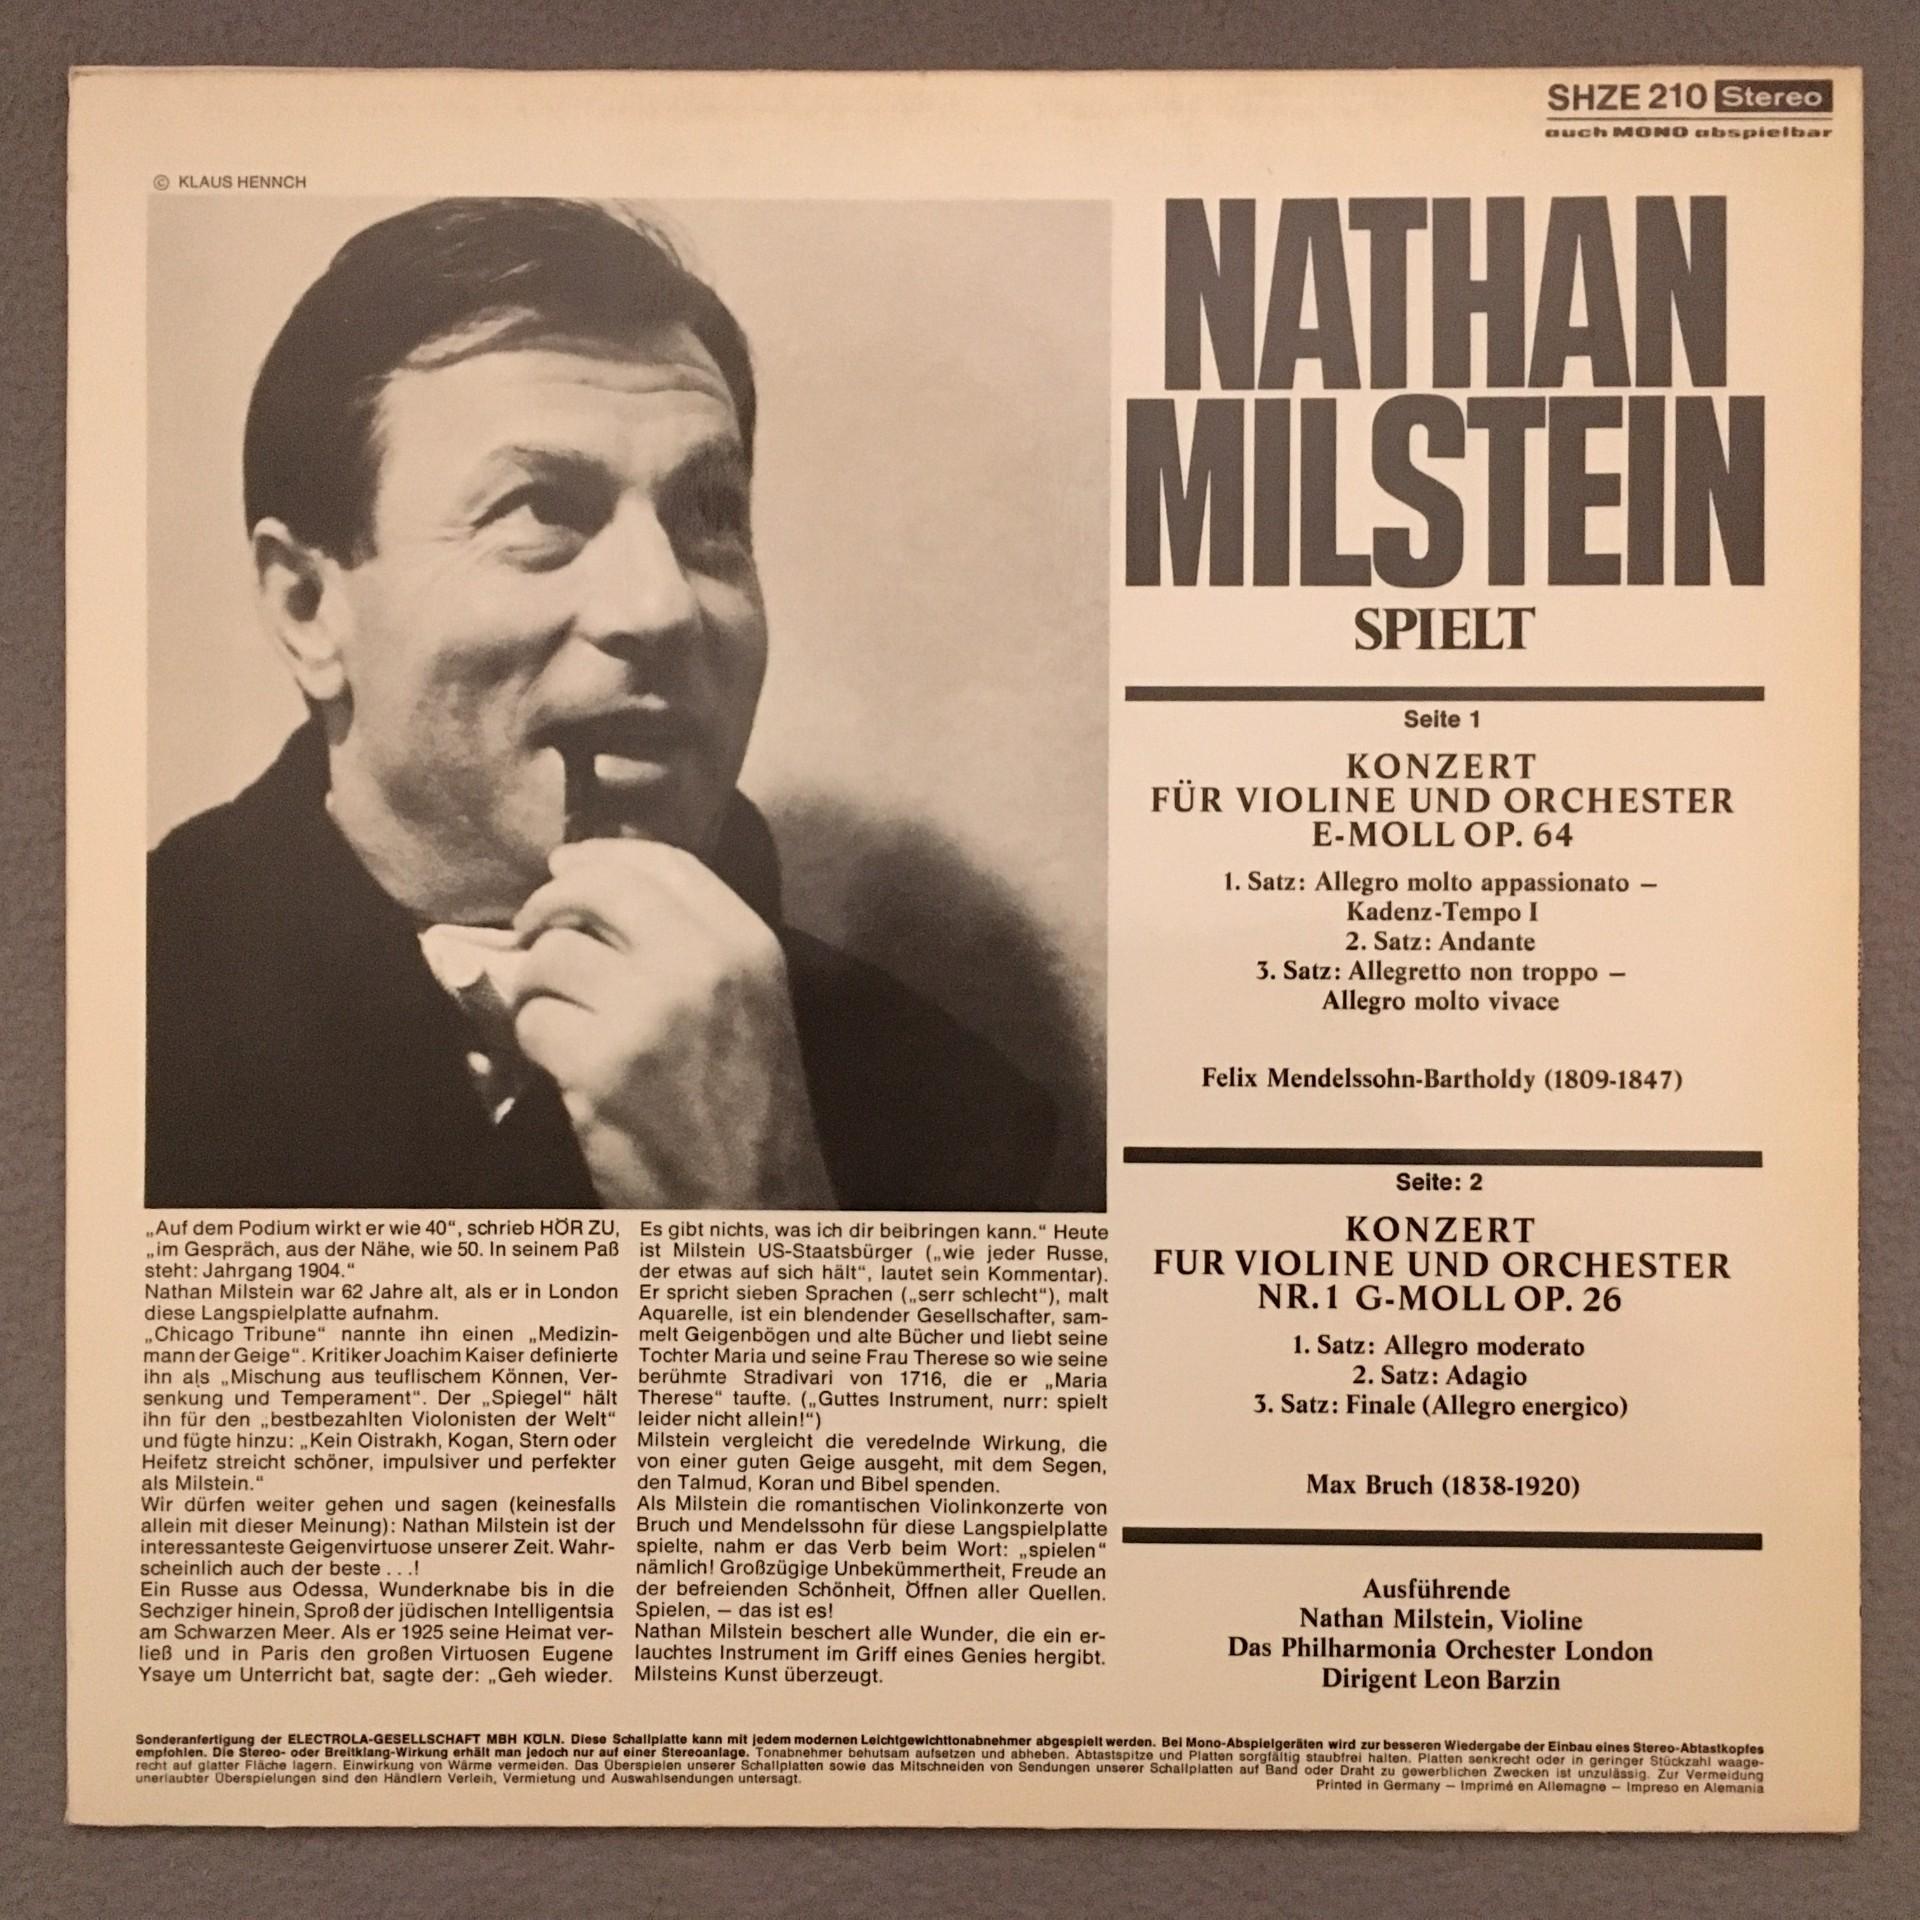 SHZE 210 Stereo
auch MONO abspielbar
© KLAUS HENNCH
NATHAN
MILSTEIN
SPIELT
Seite 1
KONZERT
FÜR VIOLINE UND ORCHESTER
E-MOLL OP. 64
1. Satz: Allegro molto appassionato –
Kadenz-Tempo I
2. Satz: Andante
3. Satz: Allegretto non troppo –
Allegro molto vivace
Felix Mendelssohn-Bartholdy (1809-1847)
Seite: 2
KONZERT
FUR VIOLINE UND ORCHESTER
NR. 1 G-MOLL OP. 26
1. Satz: Allegro moderato
2. Satz: Adagio
3. Satz: Finale (Allegro energico)
Max Bruch (1838-1920)
Ausführende
Nathan Milstein, Violine
Das Philharmonia Orchester London
Dirigent Leon Barzin
„Auf dem Podium wirkt er wie 40“, schrieb HÖR ZU,
„im Gespräch, aus der Nähe, wie 50. In seinem Paß
steht: Jahrgang 1904.“
Nathan Milstein war 62 Jahre alt, als er in London
diese Langspielplatte aufnahm.
„Chicago Tribune“ nannte ihn einen „Medizin-
mann der Geige“. Kritiker Joachim Kaiser definierte
ihn als „Mischung aus teuflischem Können, Ver-
senkung und Temperament“. Der „Spiegel“ hält
ihn für den „bestbezahlten Violonisten der Welt“
und fügte hinzu: „Kein Oistrakh, Kogan, Stern oder
Heifetz streicht schöner, impulsiver und perfekter
als Milstein.“
Wir dürfen weiter gehen und sagen (keinesfalls
allein mit dieser Meinung): Nathan Milstein ist der
interessanteste Geigenvirtuose unserer Zeit. Wahr-
scheinlich auch der beste . . .!
Ein Russe aus Odessa, Wunderknabe bis in die
Sechziger hinein, Sproß der jüdischen Intelligentsia
am Schwarzen Meer. Als er 1925 seine Heimat ver-
ließ und in Paris den großen Virtuosen Eugene
Ysaye um Unterricht bat, sagte der: „Geh wieder.
Es gibt nichts, was ich dir beibringen kann.“ Heute
ist Milstein US-Staatsbürger („wie jeder Russe,
der etwas auf sich hält“, lautet sein Kommentar).
Er spricht sieben Sprachen („serr schlecht“), malt
Aquarelle, ist ein blendender Gesellschafter, sam-
melt Geigenbögen und alte Bücher und liebt seine
Tochter Maria und seine Frau Therese so wie seine
berühmte Stradivari von 1716, die er „Maria
Therese“ taufte. („Guttes Instrument, nurr: spielt
leider nicht allein!“)
Milstein vergleicht die veredelnde Wirkung, die
von einer guten Geige ausgeht, mit dem Segen,
den Talmud, Koran und Bibel spenden.
Als Milstein die romantischen Violinkonzerte von
Bruch und Mendelssohn für diese Langspielplatte
spielte, nahm er das Verb beim Wort: „spielen“
nämlich! Großzügige Unbekümmertheit, Freude an
der befreienden Schönheit, Öffnen aller Quellen.
Spielen, – das ist es!
Nathan Milstein beschert alle Wunder, die ein er-
lauchtes Instrument im Griff eines Genies hergibt.
Milsteins Kunst überzeugt.
Sonderanfertigung der ELECTROLA-GESELLSCHAFT MBH KÖLN. Diese Schallplatte kann mit jedem modernen Leichtgewichttonabnehmer abgespielt werden. Bei Mono-Abspielgeräten wird zur besseren Wiedergabe der Einbau eines Stereo-Abtastkopfes
empfohlen. Die Stereo- oder Breitklang-Wirkung erhält man jedoch nur auf einer Stereoanlage. Tonabnehmer behutsam aufsetzen und abheben. Abtastspitze und Platten sorgfältig staubfrei halten. Platten senkrecht oder in geringer Stückzahl waage-
recht auf glatter Fläche lagern. Einwirkung von Wärme vermeiden. Das Überspielen unserer Schallplatten sowie das Mitschneiden von Sendungen unserer Schallplatten auf Band oder Draht zu gewerblichen Zwecken ist unzulässig. Zur Vermeidung
unerlaubter Überspielungen sind den Händlern Verleih, Vermietung und Auswahlsendungen untersagt.
Printed in Germany – Imprimé en Allemagne – Impreso en Alemania